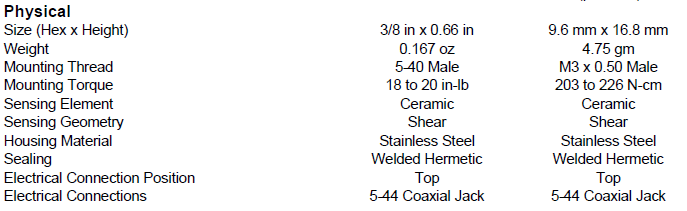 Physical
Size (Hex x Height) 3/8 in x 0.66 in 9.6 mm x 16.8 mm
Weight 0.167 oz 4.75 gm
Mounting Thread 5-40 Male M3 x 0.50 Male
Mounting Torque 18 to 20 in-lb 203 to 226 N-cm
Sensing Element Ceramic Ceramic
Sensing Geometry Shear Shear
Housing Material Stainless Steel Stainless Steel
Sealing Welded Hermetic Welded Hermetic
Electrical Connection Position Top Top
Electrical Connections 5-44 Coaxial Jack 5-44 Coaxial Jack